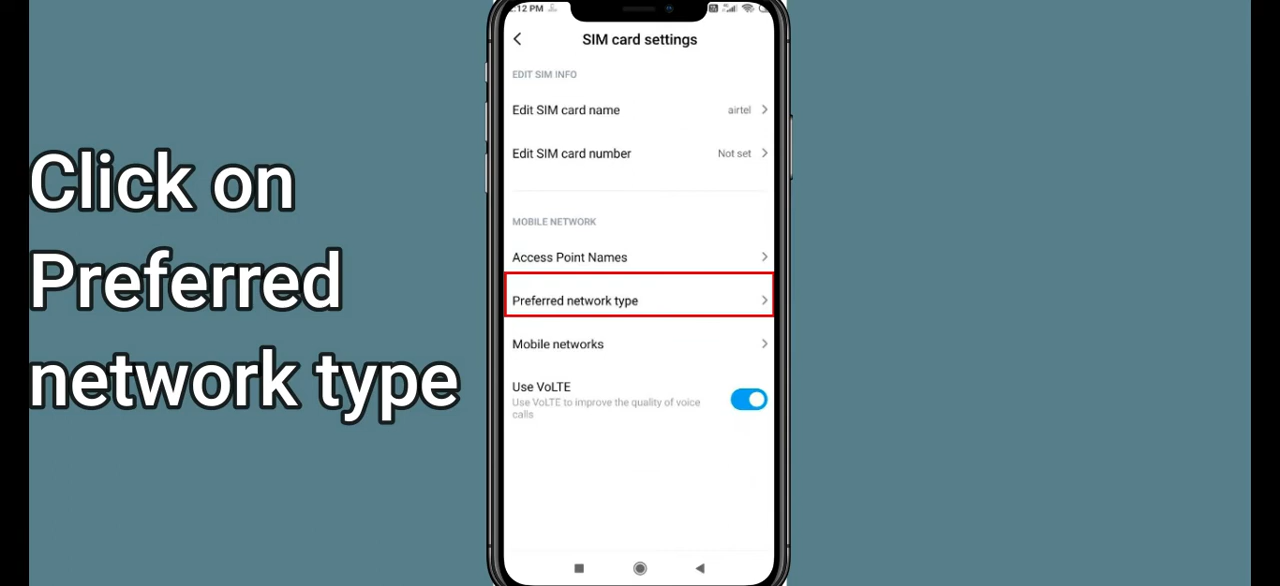 Click on
Preferred
network type
:12 PM
SIM card settings
EDIT SIM INFO
Edit SIM card name
airtel
Edit SIM card number
Not set
MOBILE NETWORK
Access Point Names
Preferred network type
Mobile networks
Use VoLTE
Use VoLTE to improve the quality of voice
calls